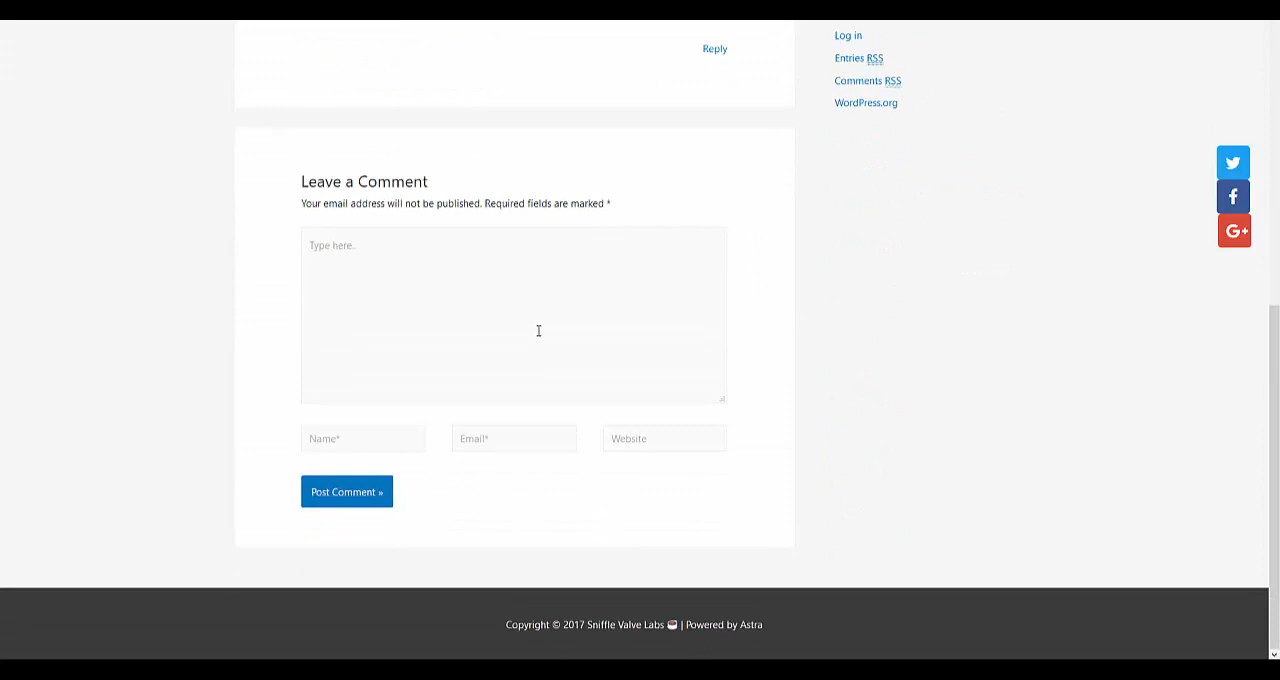 Reply
Log in
Entries RSS
Comments RSS
WordPress.org
Leave a Comment
Your email address will not be published. Required fields are marked *
Type here..
Name*
Email*
Website
Post Comment »
Copyright © 2017 Sniffle Valve Labs 🥃 | Powered by Astra
G+